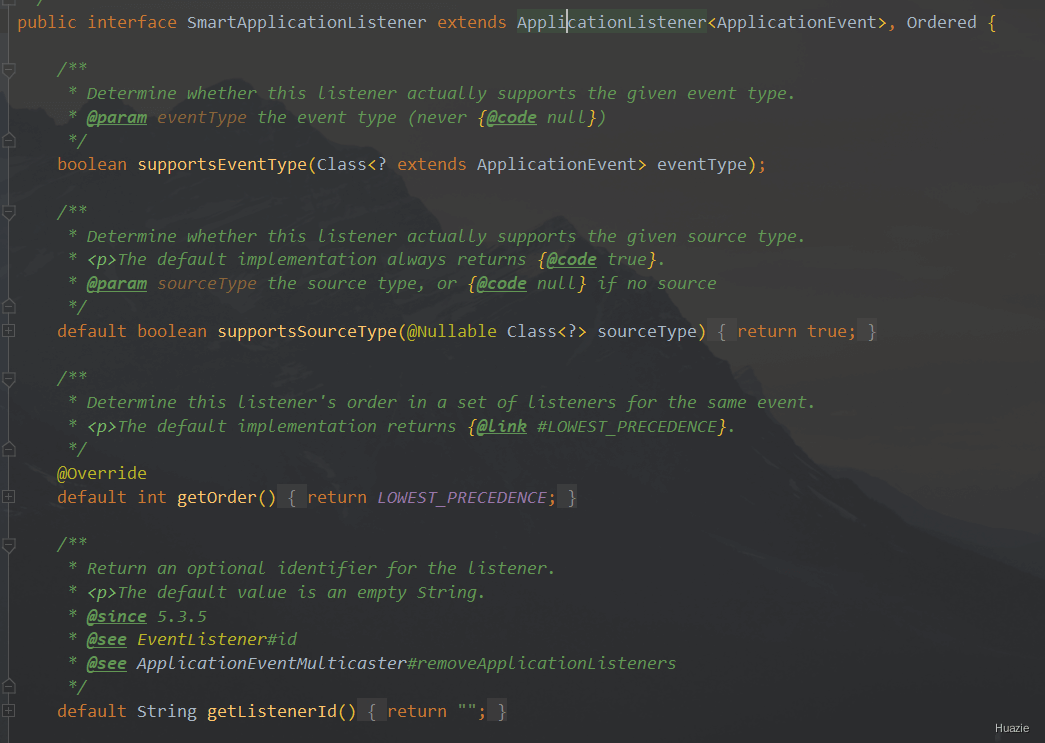 public interface SmartApplicationListener extends ApplicationListener<ApplicationEvent>, Ordered {
/**
* Determine whether this listener actually supports the given event type.
* @param eventType the event type (never {@code null})
*/
boolean supportsEventType(Class<? extends ApplicationEvent> eventType);
/**
* Determine whether this listener actually supports the given source type.
* <p>The default implementation always returns {@code true}.
* @param sourceType the source type, or {@code null} if no source
*/
default boolean supportsSourceType(@Nullable Class<?> sourceType) { return true; }
/**
* Determine this listener's order in a set of listeners for the same event.
* <p>The default implementation returns {@link #LOWEST_PRECEDENCE}.
*/
@Override
default int getOrder() { return LOWEST_PRECEDENCE; }
/**
* Return an optional identifier for the listener.
* <p>The default value is an empty String.
* @since 5.3.5
* @see EventListener#id
* @see ApplicationEventMulticaster#removeApplicationListeners
*/
default String getListenerId() { return ""; }
Huazie